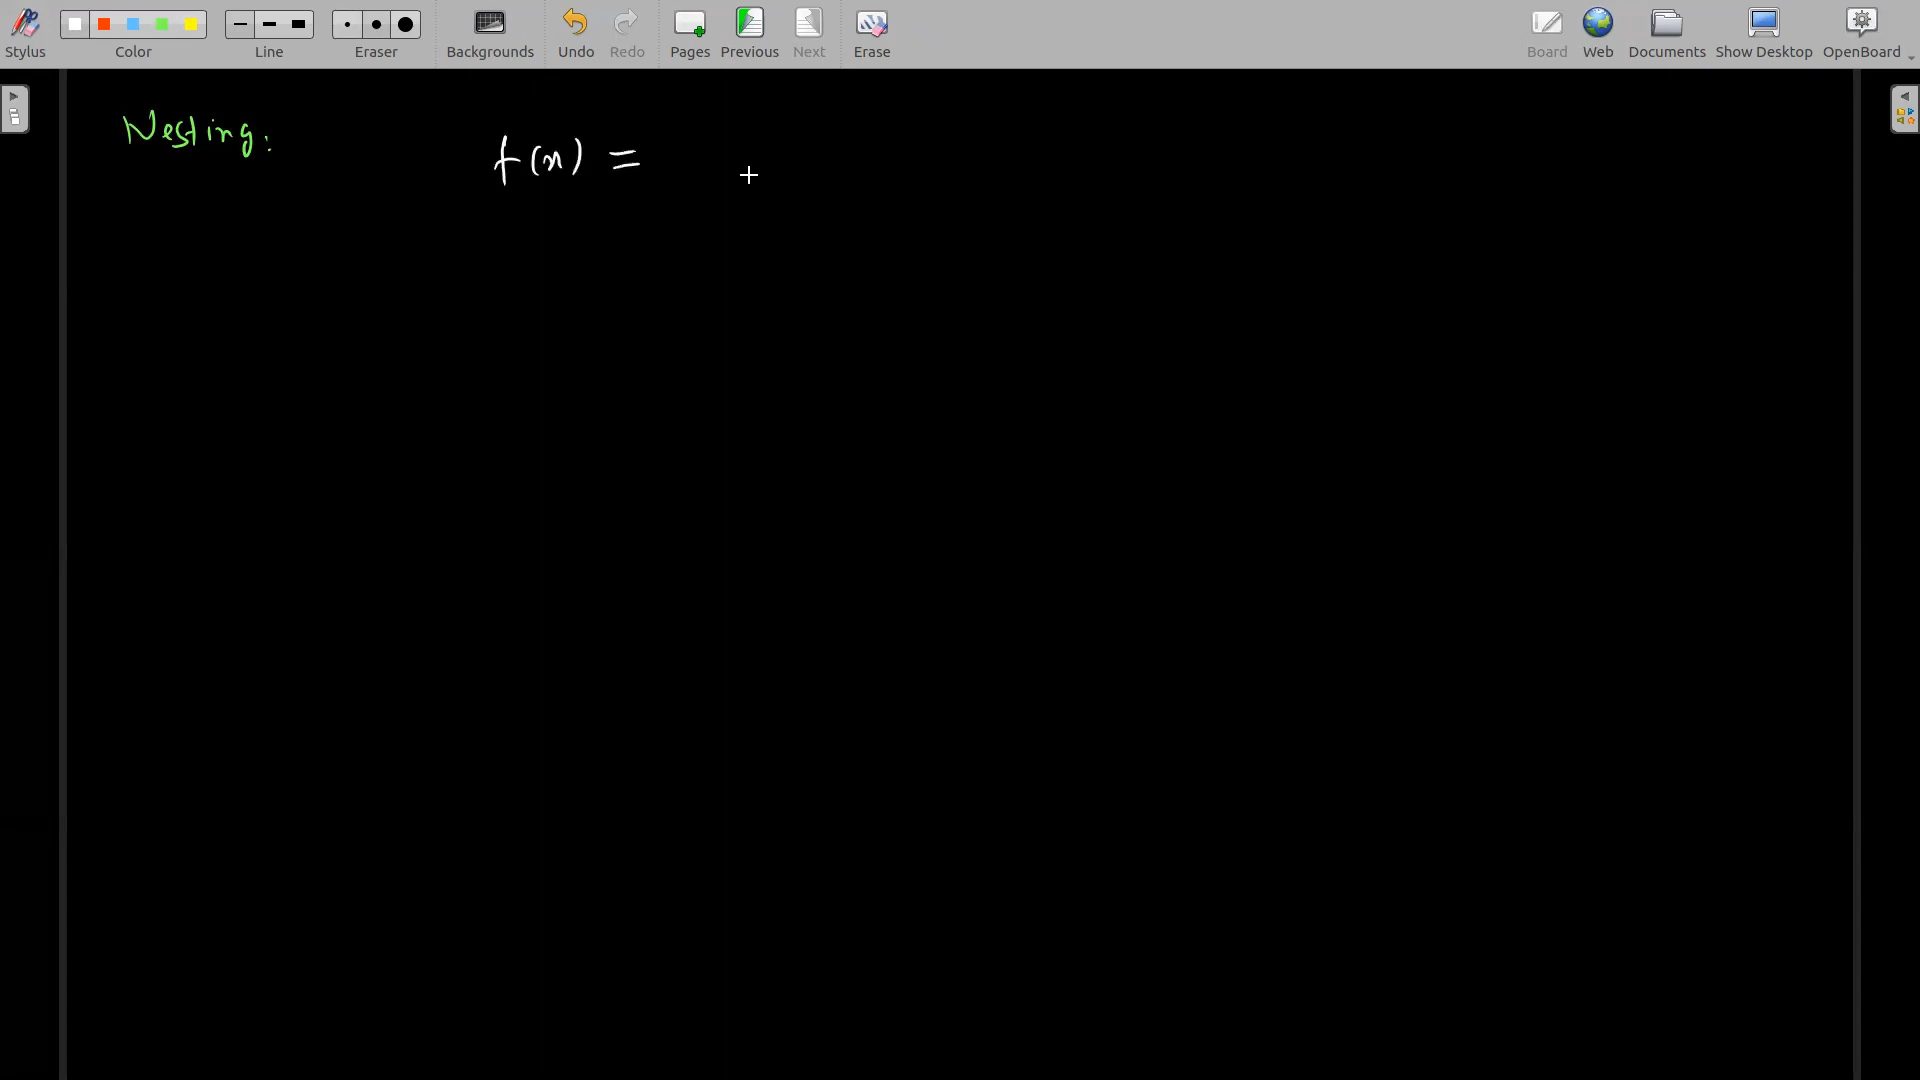 Stylus Color Line Eraser Backgrounds Undo Redo Pages Previous Next Erase Board Web Documents Show Desktop OpenBoard
Nesting:
f(x) =